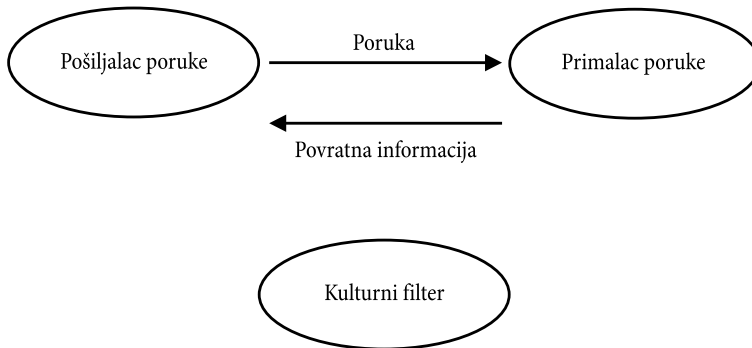 Pošiljalac poruke
Poruka
Primalac poruke
Povratna informacija
Kulturni filter